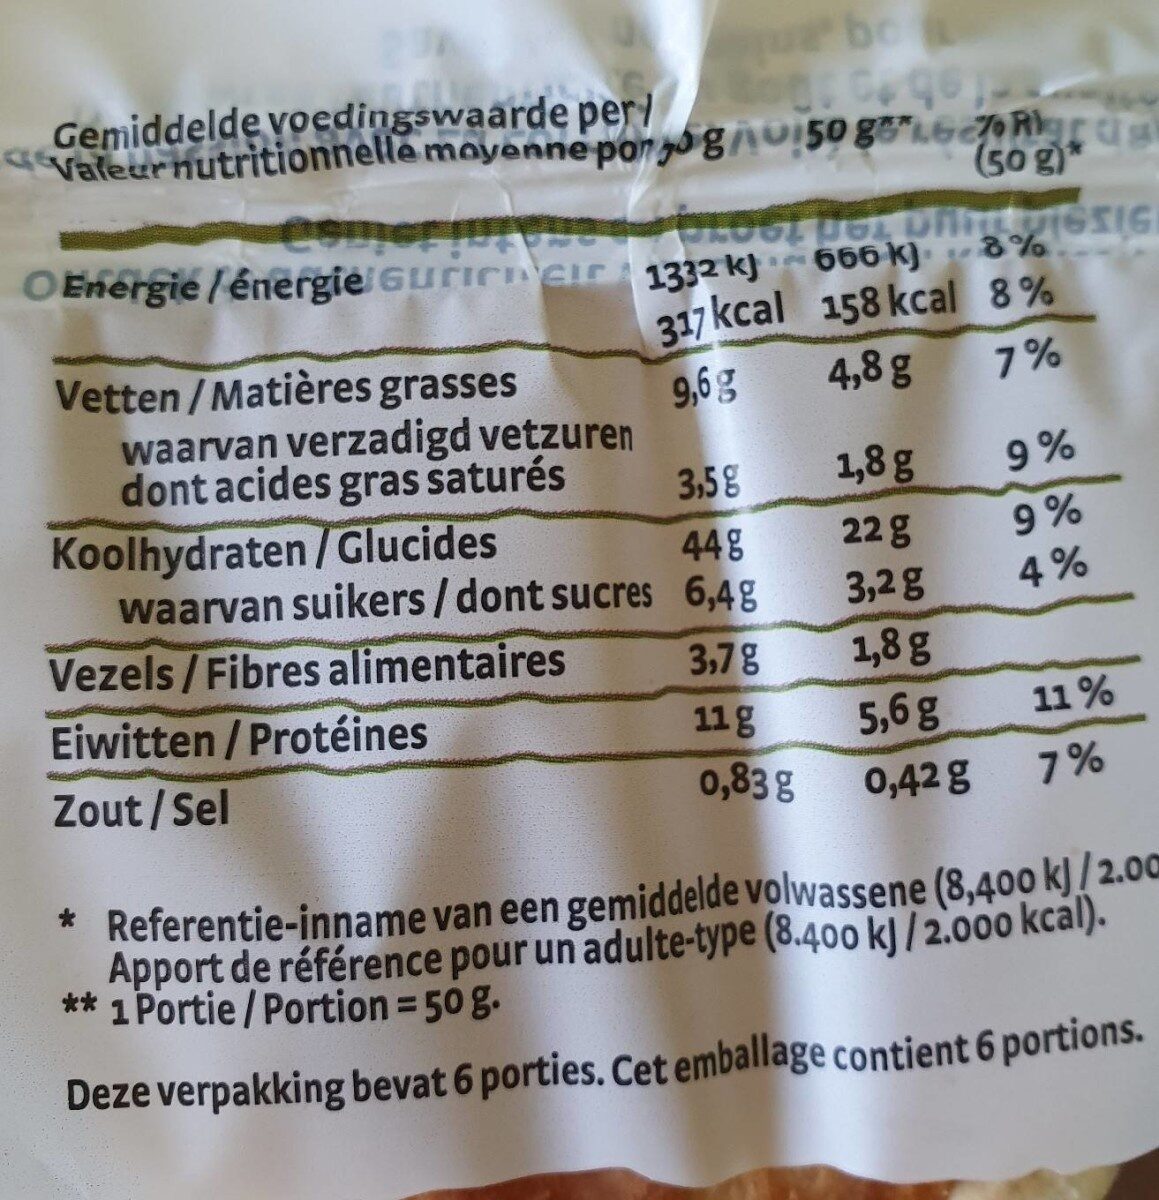 Gemiddelde voedingswaarde per /
Valeur nutritionnelle moyenne por g 50 g** % RI
(50 g)*
Energie / énergie 1332 kJ 666 kJ 8 %
317 kcal 158 kcal 8 %
Vetten / Matières grasses 9,6 g 4,8 g 7 %
waarvan verzadigd vetzuren
dont acides gras saturés 3,5 g 1,8 g 9 %
Koolhydraten / Glucides 44 g 22 g 9 %
waarvan suikers / dont sucres 6,4 g 3,2 g 4 %
Vezels / Fibres alimentaires 3,7 g 1,8 g
Eiwitten / Protéines 11 g 5,6 g 11 %
Zout / Sel 0,83 g 0,42 g 7 %
* Referentie-inname van een gemiddelde volwassene (8,400 kJ / 2.00
Apport de référence pour un adulte-type (8.400 kJ / 2.000 kcal).
** 1 Portie / Portion = 50 g.
Deze verpakking bevat 6 porties. Cet emballage contient 6 portions.